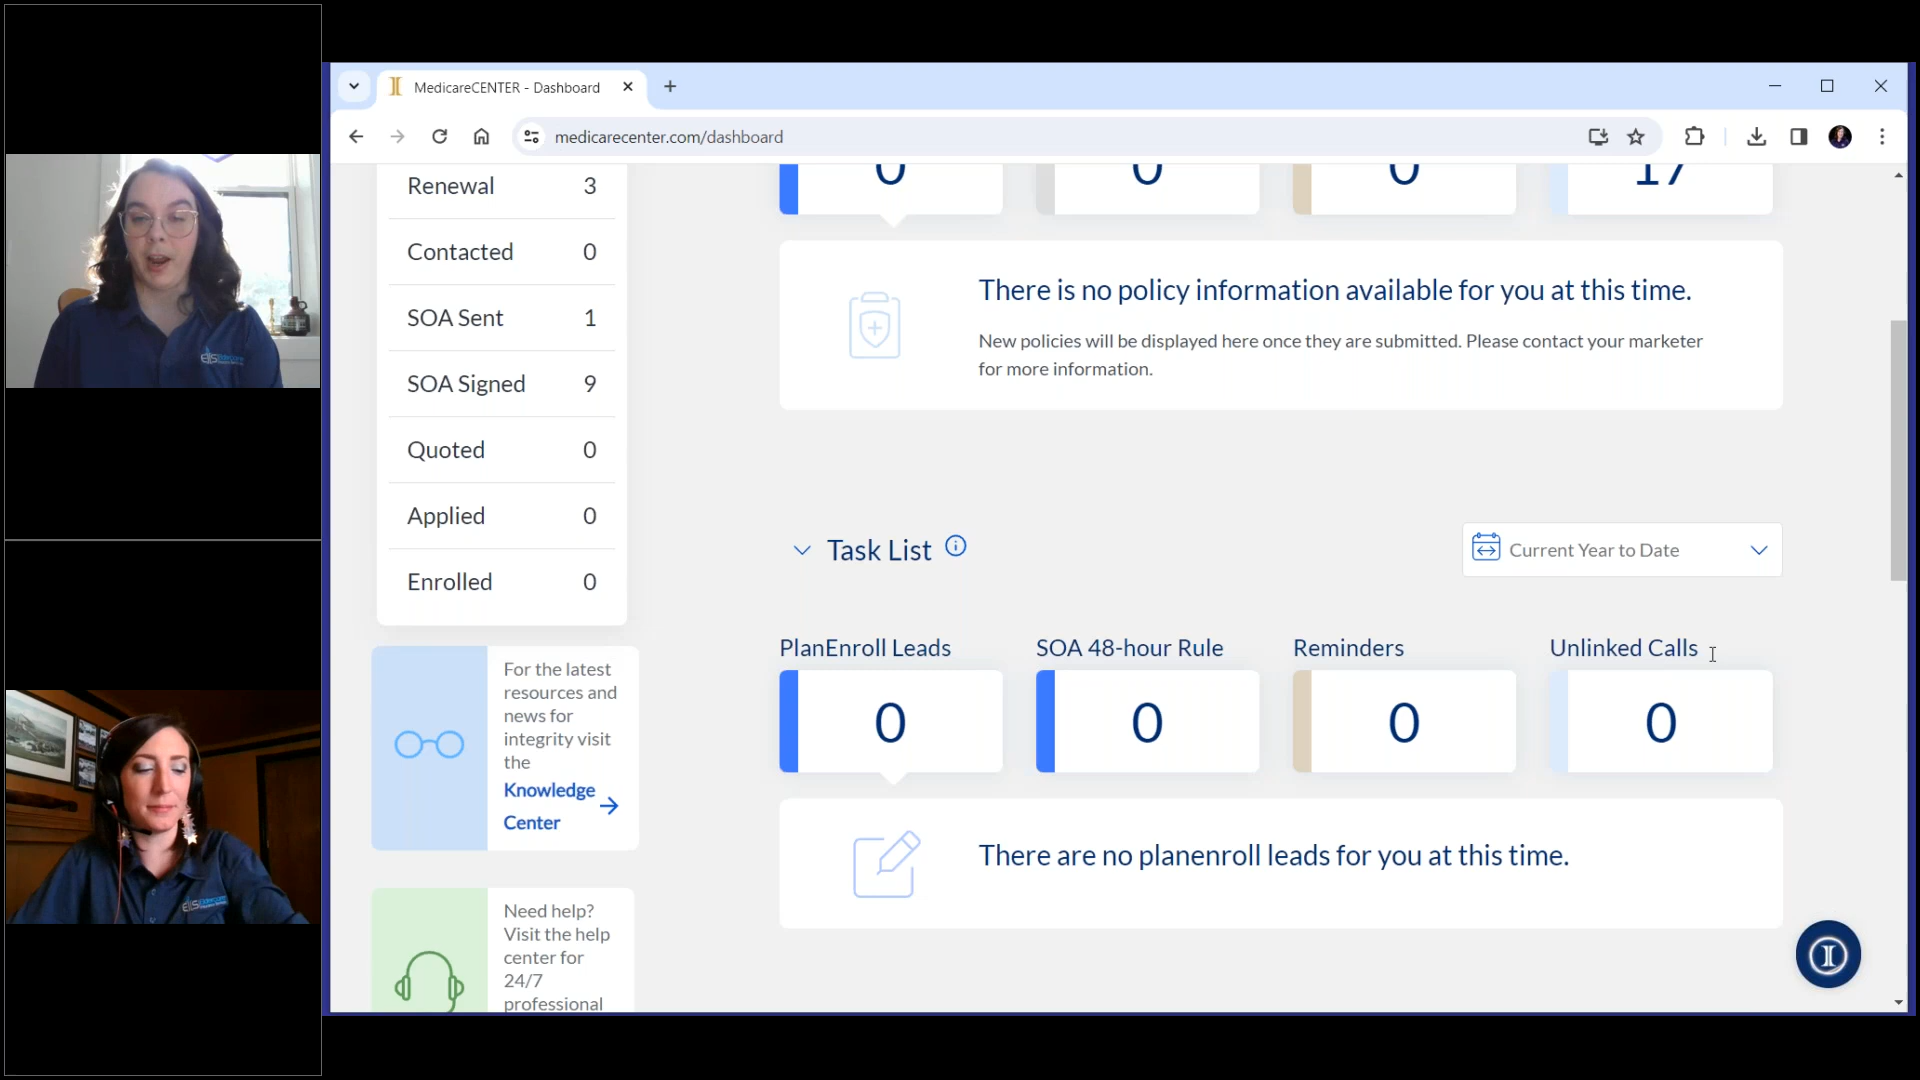 MedicareCENTER - Dashboard
medicarecenter.com/dashboard
Renewal 3
Contacted 0
SOA Sent 1
SOA Signed 9
Quoted 0
Applied 0
Enrolled 0
For the latest
resources and
news for
integrity visit
the
Knowledge
Center
Need help?
Visit the help
center for
24/7
professional
0 0 0 17
There is no policy information available for you at this time.
New policies will be displayed here once they are submitted. Please contact your marketer
for more information.
Task List
Current Year to Date
PlanEnroll Leads SOA 48-hour Rule Reminders Unlinked Calls
0 0 0 0
There are no planenroll leads for you at this time.